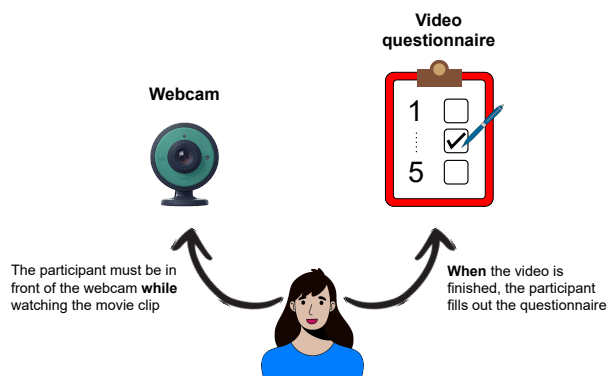 Video
questionnaire
Webcam
1
5
The participant must be in
front of the webcam while
watching the movie clip
When the video is
finished, the participant
fills out the questionnaire